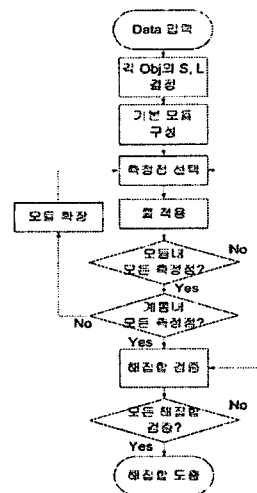 Data 입력
각 Obj의 S, L
결정
기본 모듈
구성
측정점 선택
모듈 확장
룰 적용
모듈내
모든 측정점?
No
Yes
계통내
모든 측정점?
No
Yes
해집합 검증
모든 해집합
검증?
No
Yes
해집합 도출